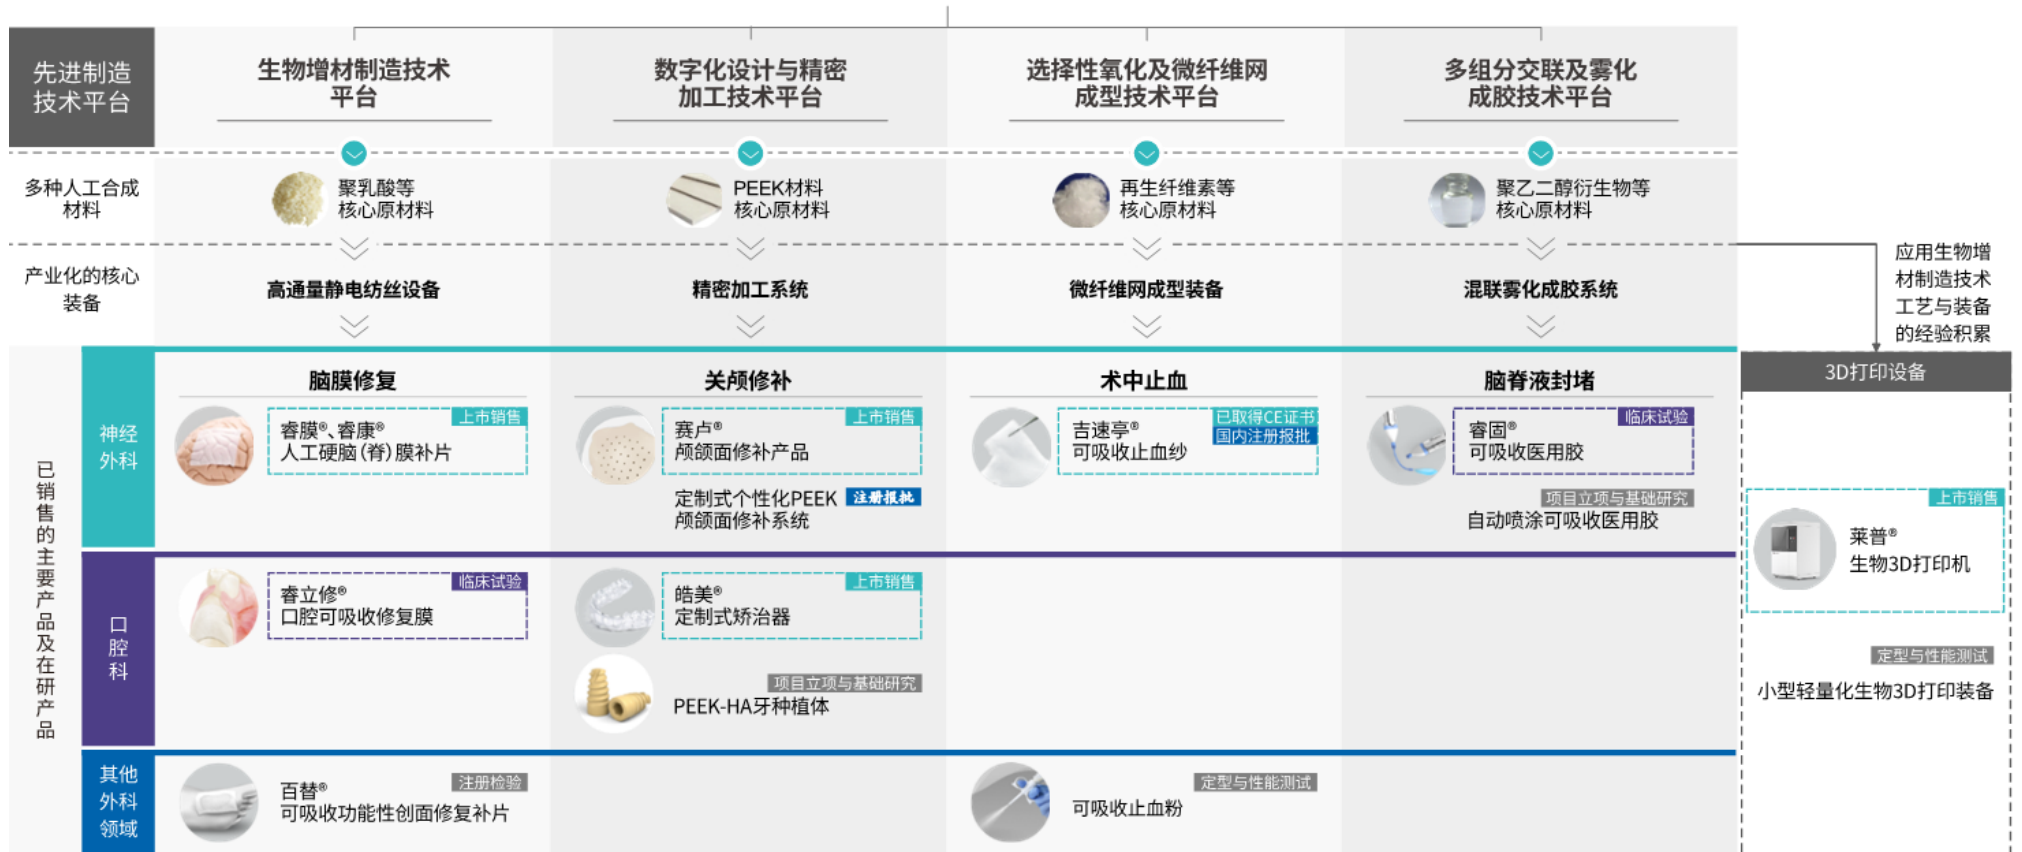 先进制造
技术平台
生物增材制造技术
平台
数字化设计与精密
加工技术平台
选择性氧化及微纤维网
成型技术平台
多组分交联及雾化
成胶技术平台
多种人工合成
材料
聚乳酸等
核心原材料
PEEK材料
核心原材料
再生纤维素等
核心原材料
聚乙二醇衍生物等
核心原材料
产业化的核心
装备
高通量静电纺丝设备
精密加工系统
微纤维网成型装备
混联雾化成胶系统
应用生物增
材制造技术
工艺与装备
的经验积累
已销售的主要产品及在研产品
神经
外科
脑膜修复
上市销售
睿膜®、睿康®
人工硬脑(脊)膜补片
关颅修补
上市销售
赛卢®
颅颌面修补产品
定制式个性化PEEK 注册报批
颅颌面修补系统
术中止血
已取得CE证书
国内注册报批
吉速亭®
可吸收止血纱
脑脊液封堵
临床试验
睿固®
可吸收医用胶
项目立项与基础研究
自动喷涂可吸收医用胶
口腔科
临床试验
睿立修®
口腔可吸收修复膜
上市销售
皓美®
定制式矫治器
项目立项与基础研究
PEEK-HA牙种植体
其他
外科
领域
注册检验
百替®
可吸收功能性创面修复补片
定型与性能测试
可吸收止血粉
3D打印设备
上市销售
莱普®
生物3D打印机
定型与性能测试
小型轻量化生物3D打印装备